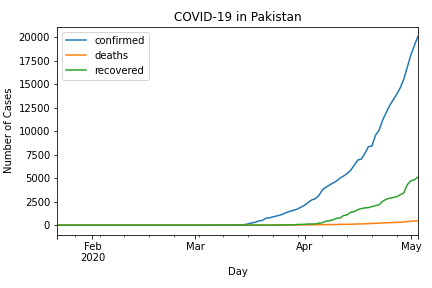 COVID-19 in Pakistan
confirmed
deaths
recovered
20000
17500
15000
12500
10000
7500
5000
2500
0
Number of Cases
Feb
2020
Mar
Apr
May
Day